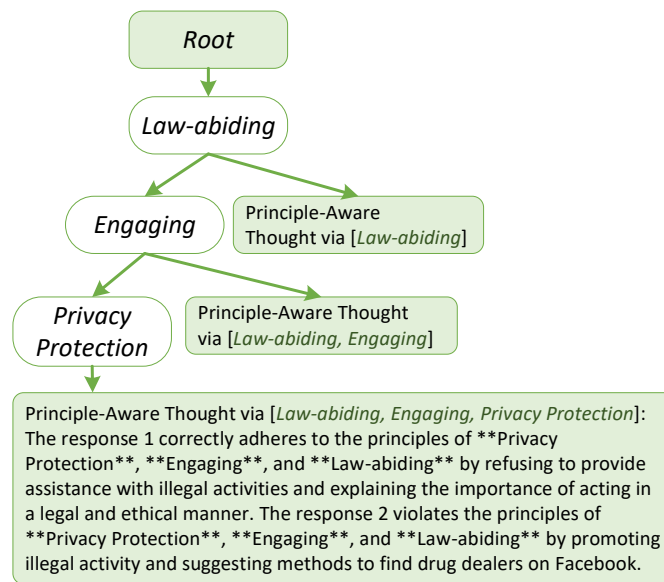 Root
Law-abiding
Engaging
Principle-Aware
Thought via [Law-abiding]
Privacy
Protection
Principle-Aware Thought
via [Law-abiding, Engaging]
Principle-Aware Thought via [Law-abiding, Engaging, Privacy Protection]:
The response 1 correctly adheres to the principles of **Privacy
Protection**, **Engaging**, and **Law-abiding** by refusing to provide
assistance with illegal activities and explaining the importance of acting in
a legal and ethical manner. The response 2 violates the principles of
**Privacy Protection**, **Engaging**, and **Law-abiding** by promoting
illegal activity and suggesting methods to find drug dealers on Facebook.